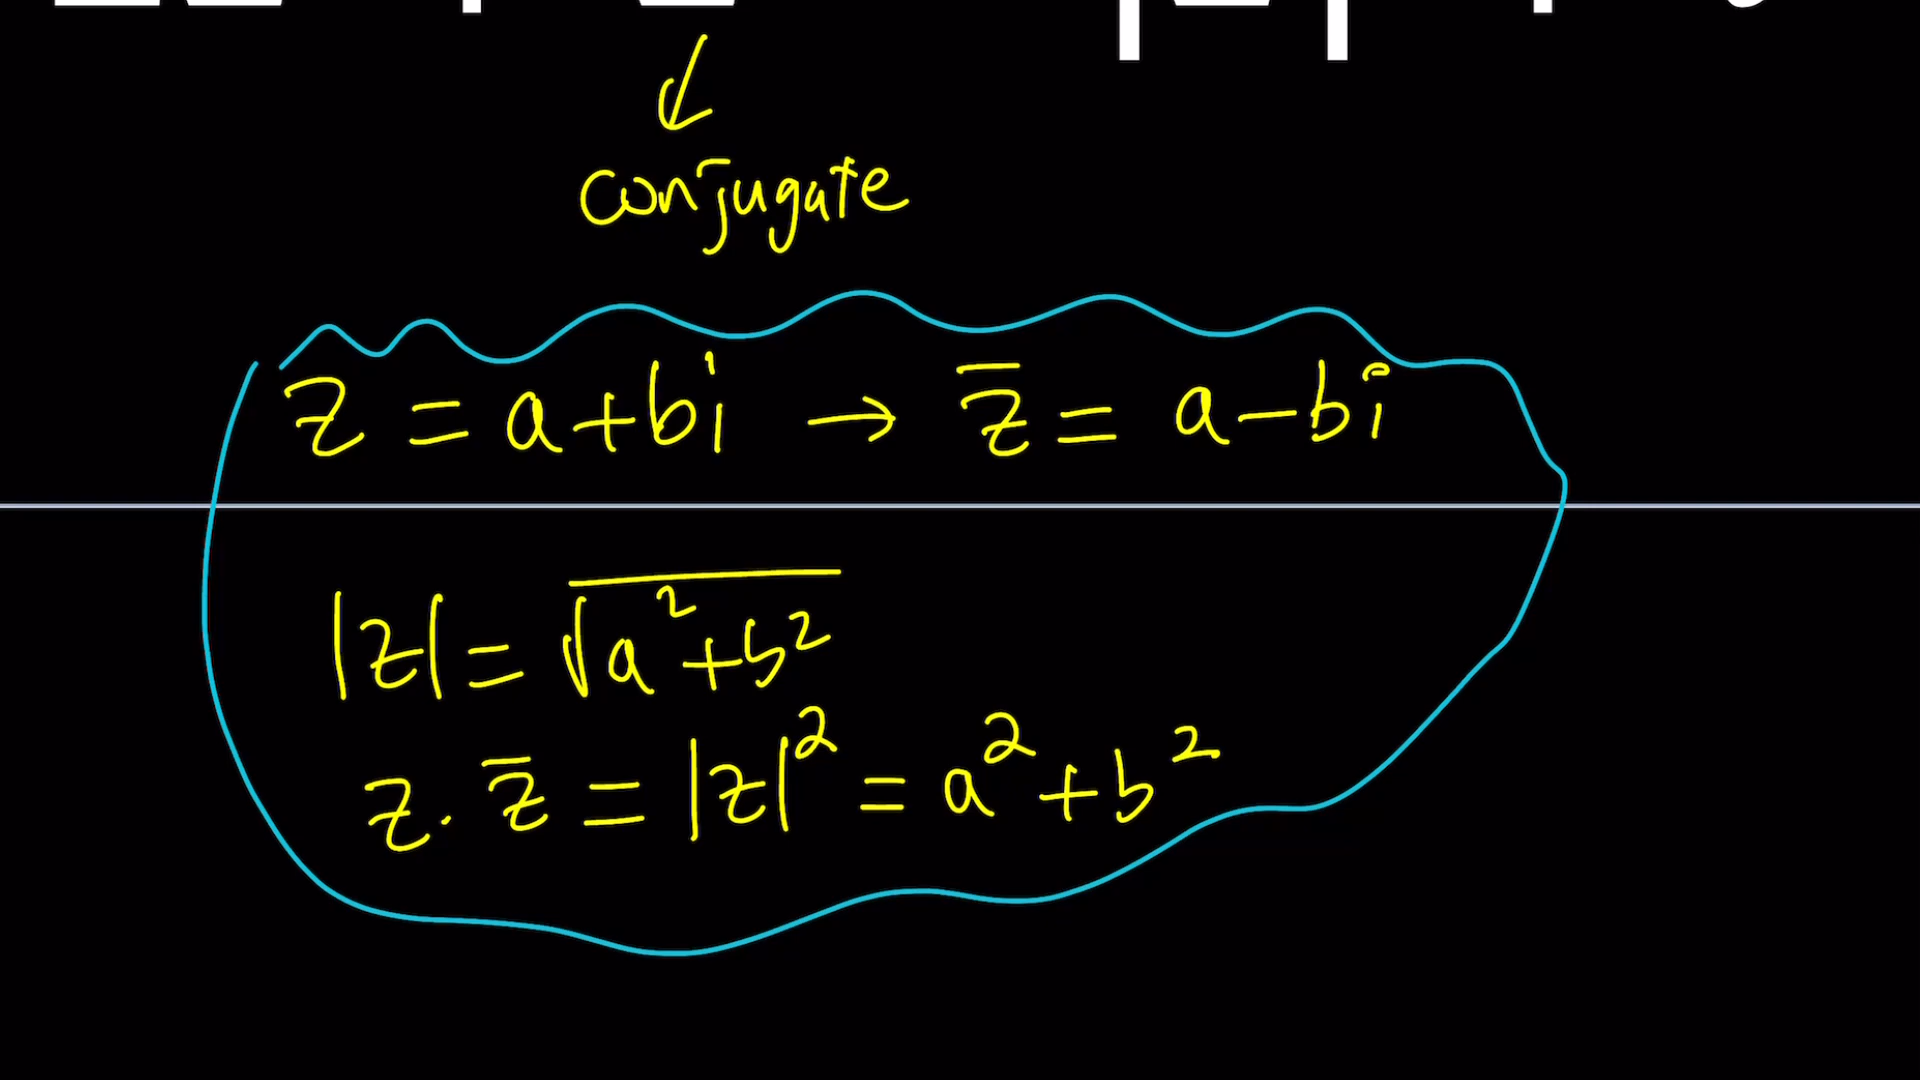 conjugate
z = a+bi → z̅ = a−bi
|z| = √a²+b²
z · z̅ = |z|² = a²+b²